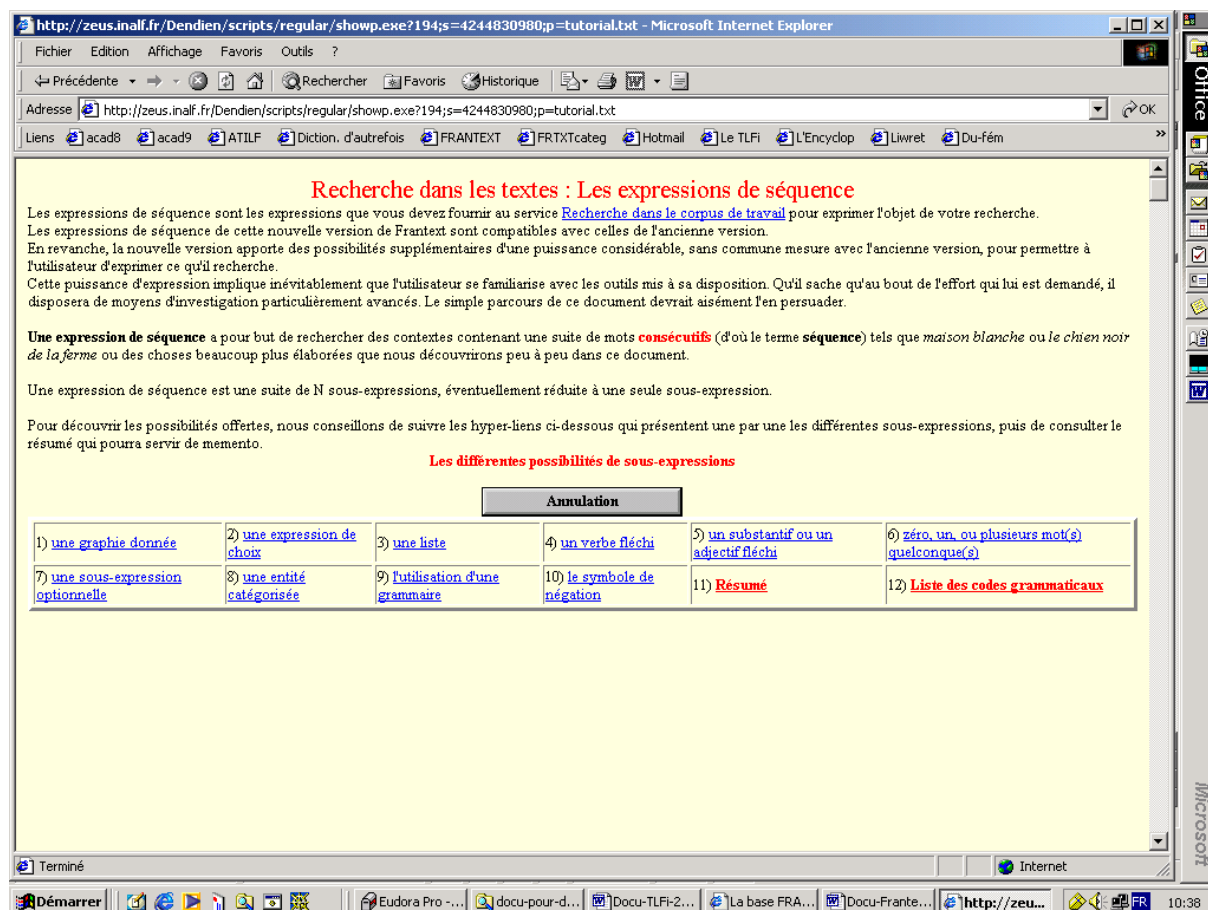 http://zeus.inalf.fr/Dendien/scripts/regular/showp.exe?194;s=4244830980;p=tutorial.txt - Microsoft Internet Explorer
Fichier Edition Affichage Favoris Outils ?
Précédente Rechercher Favoris Historique
Adresse http://zeus.inalf.fr/Dendien/scripts/regular/showp.exe?194;s=4244830980;p=tutorial.txt OK
Liens acad8 acad9 ATILF Diction. d'autrefois FRANTEXT FRTXTcateg Hotmail Le TLFi L'Encyclop Liwret Du-fém »
Recherche dans les textes : Les expressions de séquence
Les expressions de séquence sont les expressions que vous devez fournir au service Recherche dans le corpus de travail pour exprimer l'objet de votre recherche.
Les expressions de séquence de cette nouvelle version de Frantext sont compatibles avec celles de l'ancienne version.
En revanche, la nouvelle version apporte des possibilités supplémentaires d'une puissance considérable, sans commune mesure avec l'ancienne version, pour permettre à
l'utilisateur d'exprimer ce qu'il recherche.
Cette puissance d'expression implique inévitablement que l'utilisateur se familiarise avec les outils mis à sa disposition. Qu'il sache qu'au bout de l'effort qui lui est demandé, il
disposera de moyens d'investigation particulièrement avancés. Le simple parcours de ce document devrait aisément l'en persuader.
Une expression de séquence a pour but de rechercher des contextes contenant une suite de mots consécutifs (d'où le terme séquence) tels que maison blanche ou le chien noir
de la ferme ou des choses beaucoup plus élaborées que nous découvrirons peu à peu dans ce document.
Une expression de séquence est une suite de N sous-expressions, éventuellement réduite à une seule sous-expression.
Pour découvrir les possibilités offertes, nous conseillons de suivre les hyper-liens ci-dessous qui présentent une par une les différentes sous-expressions, puis de consulter le
résumé qui pourra servir de memento.
Les différentes possibilités de sous-expressions
Annulation
1) une graphie donnée
2) une expression de
choix
3) une liste
4) un verbe fléchi
5) un substantif ou un
adjectif fléchi
6) zéro, un, ou plusieurs mot(s)
quelconque(s)
7) une sous-expression
optionnelle
8) une entité
catégorisée
9) l'utilisation d'une
grammaire
10) le symbole de
négation
11) Résumé
12) Liste des codes grammaticaux
Terminé Internet
Démarrer Eudora Pro -... docu-pour-d... Docu-TLFi-2... La base FRA... Docu-Frante... http://zeu... FR 10:38
Office
Microsoft